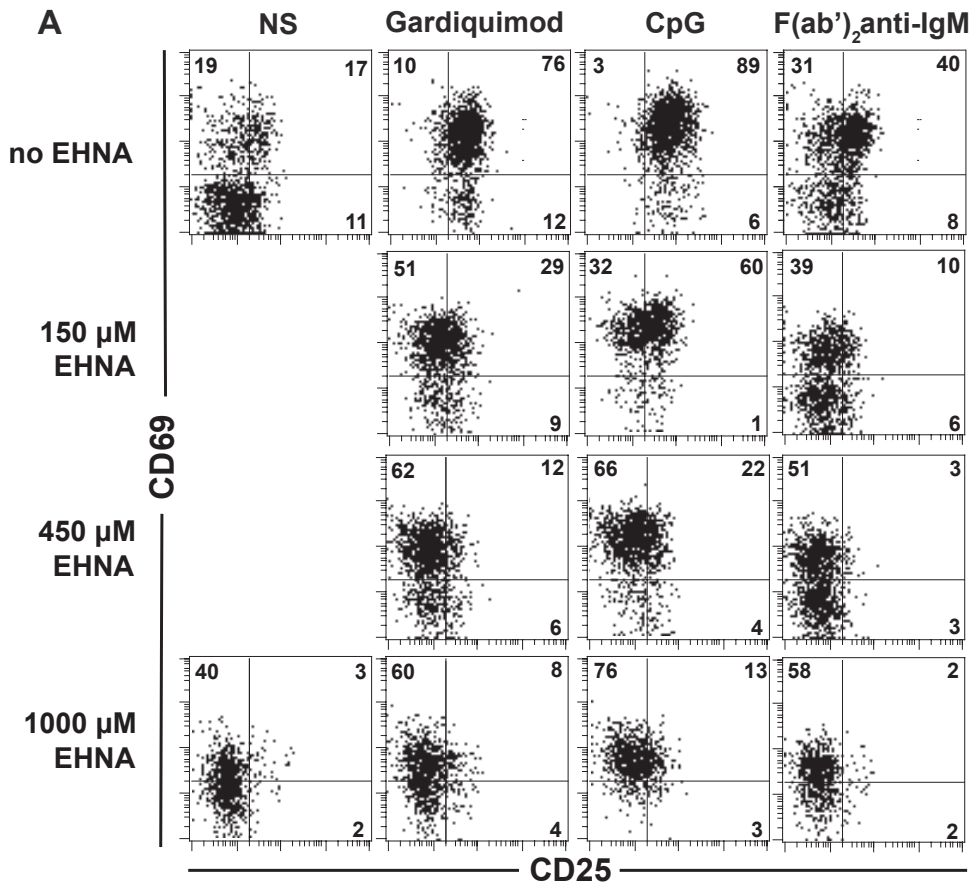 A
NS Gardiquimod CpG F(ab')₂anti-IgM
19 17 10 76 3 89 31 40
no EHNA
11 12 6 8
51 29 32 60 39 10
150 µM
EHNA
9 1 6
CD69
62 12 66 22 51 3
450 µM
EHNA
6 4 3
40 3 60 8 76 13 58 2
1000 µM
EHNA
2 4 3 2
CD25